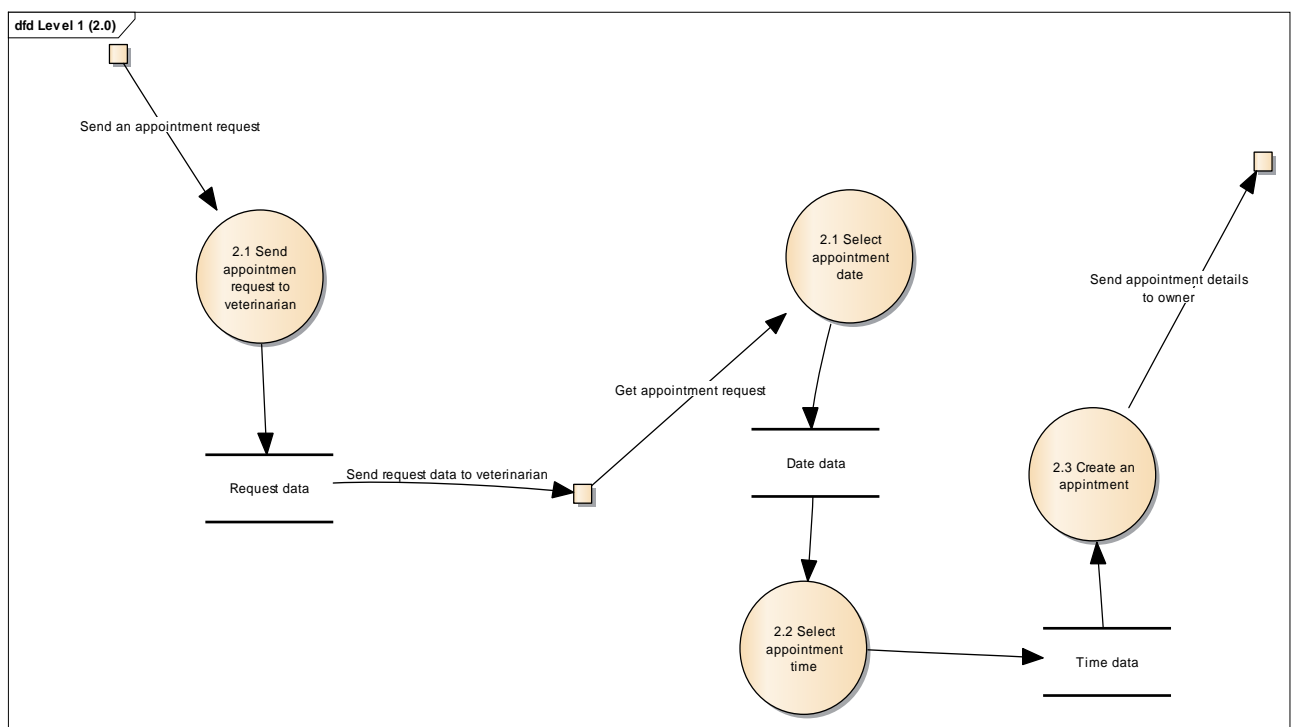 dfd Level 1 (2.0)
Send an appointment request
2.1 Send
appointmen
request to
veterinarian
Request data
Send request data to veterinarian
Get appointment request
2.1 Select
appointment
date
Date data
2.2 Select
appointment
time
Time data
2.3 Create an
appintment
Send appointment details
to owner